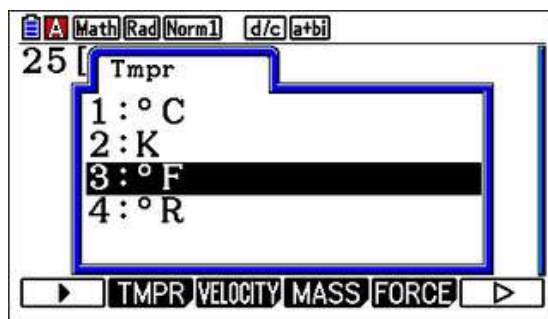 A Math Rad Norm1 d/c a+bi
25[
Tmpr
1:°C
2:K
3:°F
4:°R
TMPR VELOCITY MASS FORCE